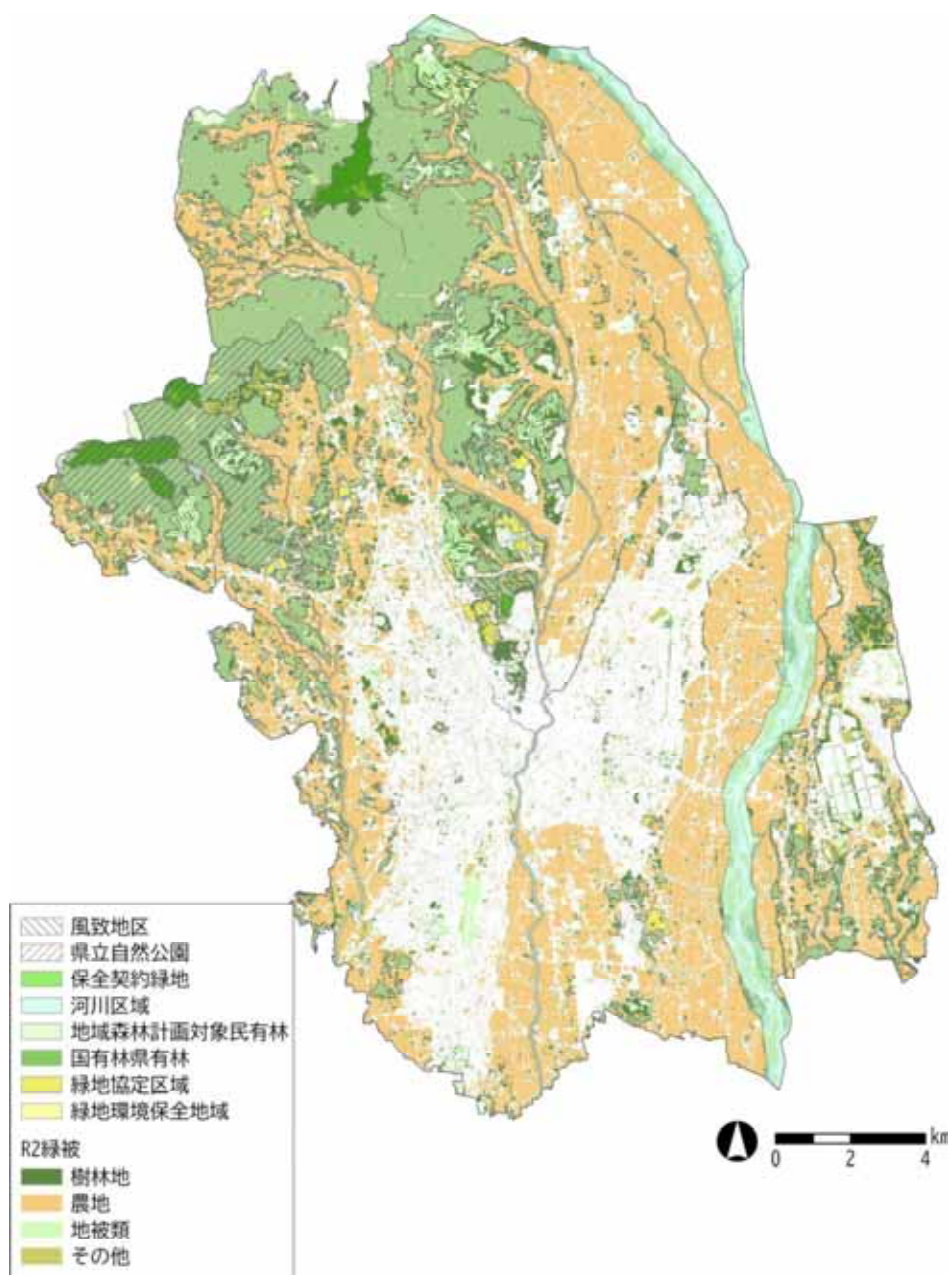 風致地区
県立自然公園
保全契約緑地
河川区域
地域森林計画対象民有林
国有林県有林
緑地協定区域
緑地環境保全地域
R2緑被
樹林地
農地
地被類
その他
km
0 2 4